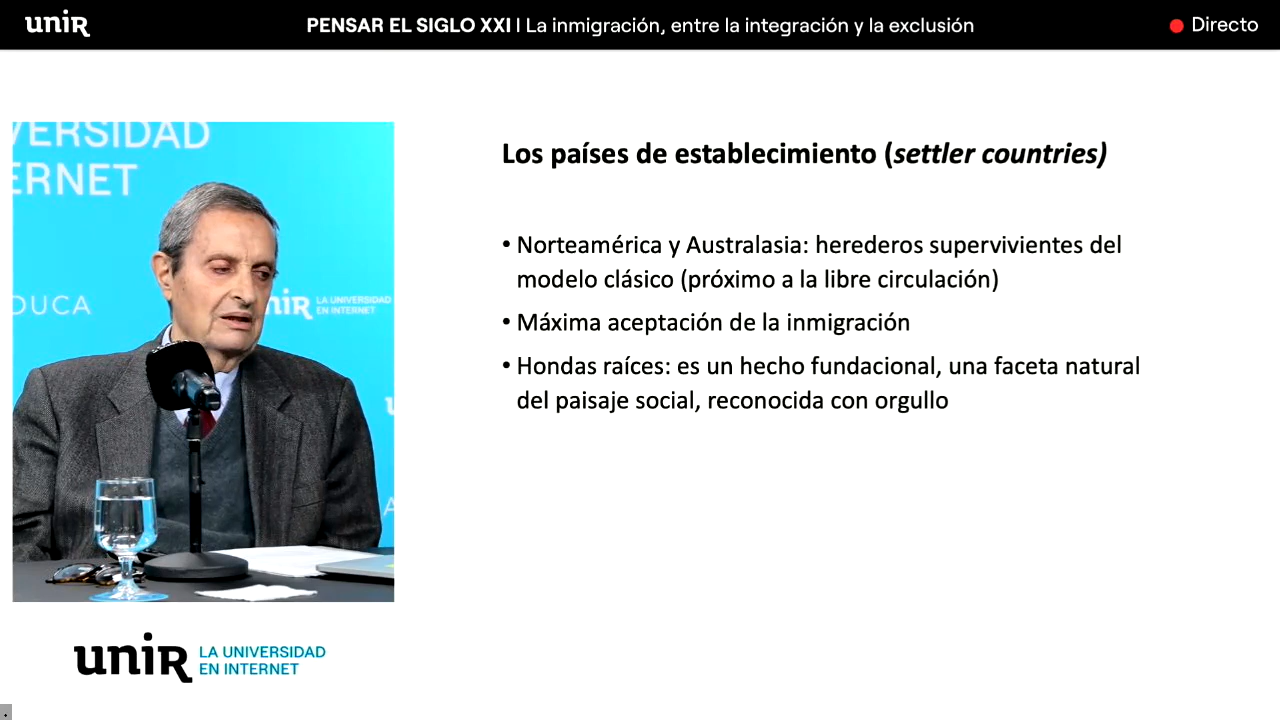 unir
PENSAR EL SIGLO XXI | La inmigración, entre la integración y la exclusión
Directo
VERSIDAD
ERNET
DUCA
unir LA UNIVERSIDAD
EN INTERNET
Los países de establecimiento (settler countries)
• Norteamérica y Australasia: herederos supervivientes del
modelo clásico (próximo a la libre circulación)
• Máxima aceptación de la inmigración
• Hondas raíces: es un hecho fundacional, una faceta natural
del paisaje social, reconocida con orgullo
unir LA UNIVERSIDAD
EN INTERNET